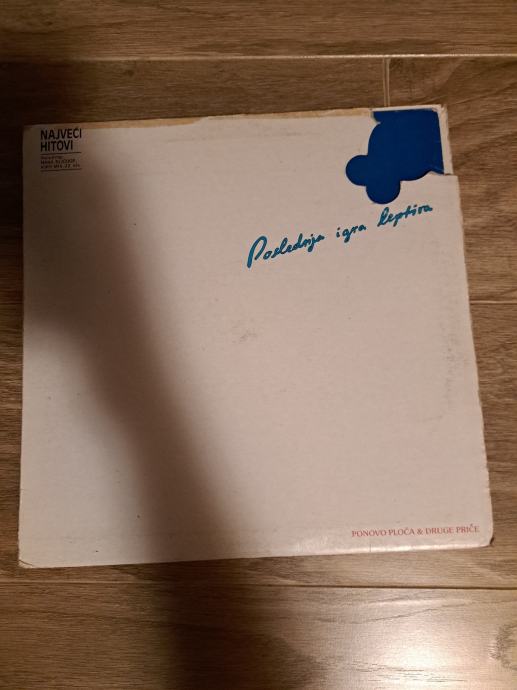 NAJVEĆI
HITOVI
Poslednja igra leptira
PONOVO PLOČA & DRUGE PRIČE